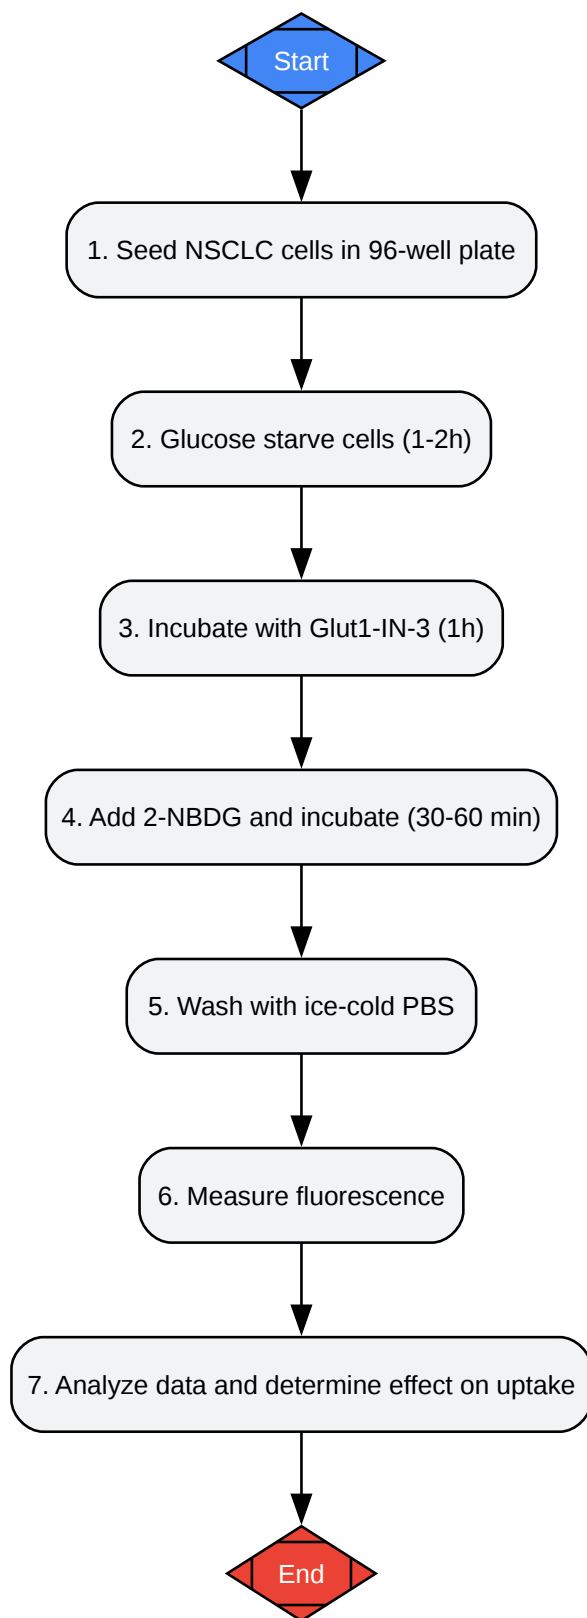 Start
1. Seed NSCLC cells in 96-well plate
2. Glucose starve cells (1-2h)
3. Incubate with Glut1-IN-3 (1h)
4. Add 2-NBDG and incubate (30-60 min)
5. Wash with ice-cold PBS
6. Measure fluorescence
7. Analyze data and determine effect on uptake
End